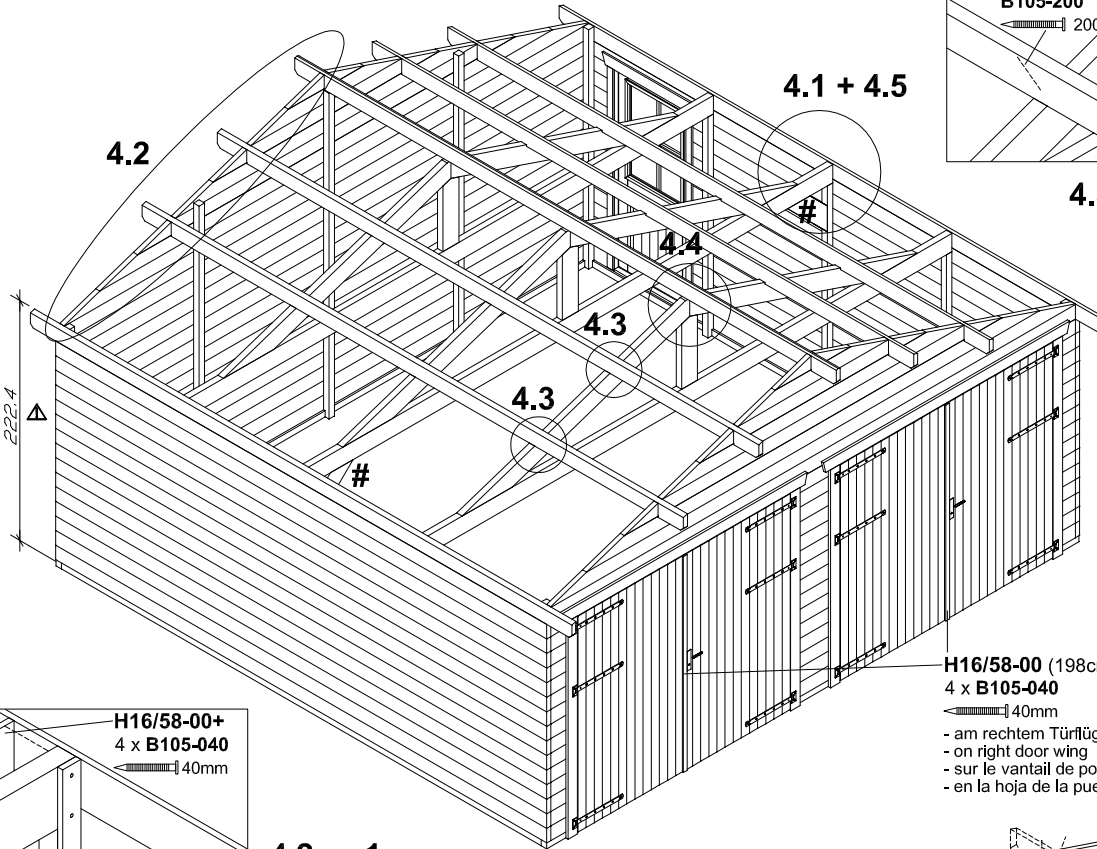 B105-200
200
4.1 + 4.5
4.2
4.
#
4.4
4.3
4.3
222.4
#
H16/58-00 (198c
4 x B105-040
40mm
- am rechtem Türflüg
- on right door wing
- sur le vantail de po
- en la hoja de la pue
H16/58-00+
4 x B105-040
40mm